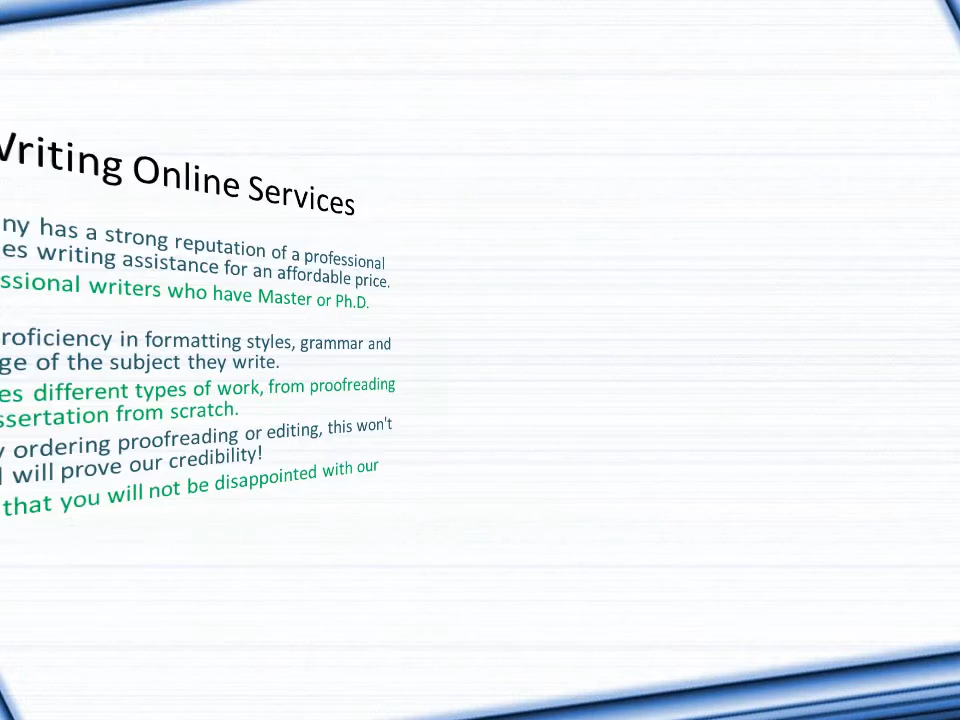 Writing Online Services
ny has a strong reputation of a professional
es writing assistance for an affordable price.
ssional writers who have Master or Ph.D.
roficiency in formatting styles, grammar and
ge of the subject they write.
es different types of work, from proofreading
ssertation from scratch.
y ordering proofreading or editing, this won't
l will prove our credibility!
that you will not be disappointed with our